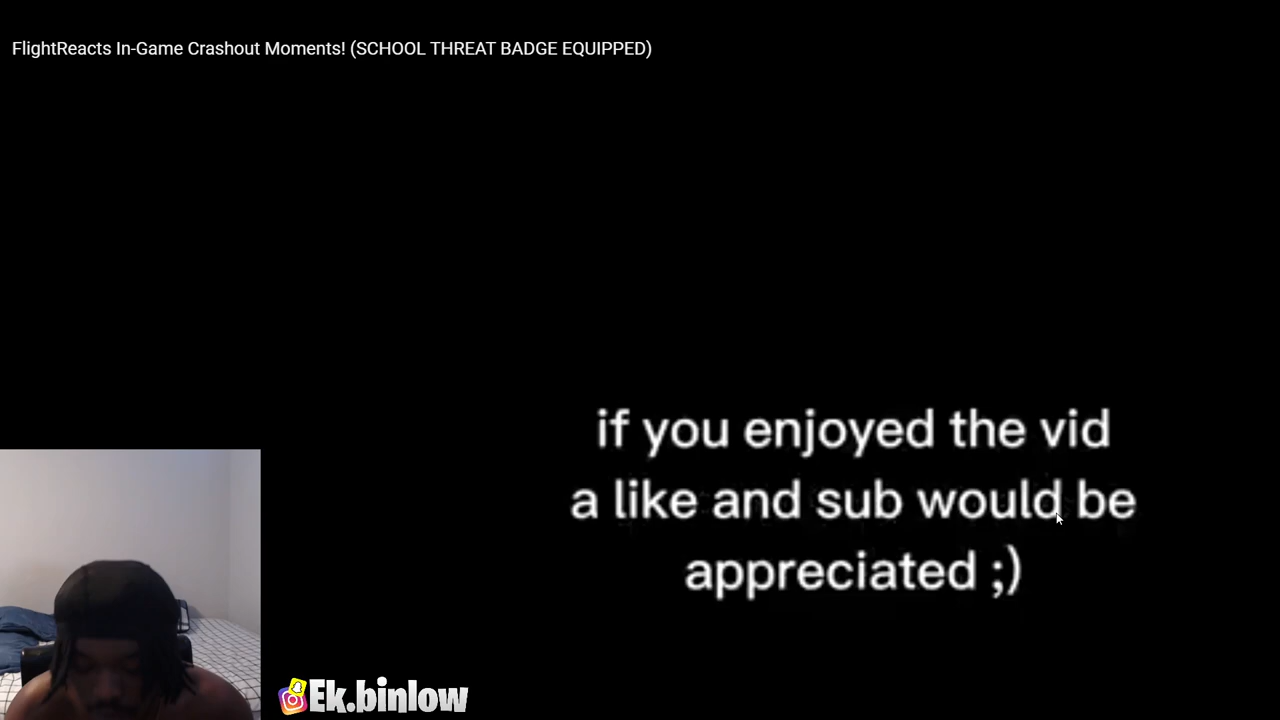 FlightReacts In-Game Crashout Moments! (SCHOOL THREAT BADGE EQUIPPED)
if you enjoyed the vid
a like and sub would be
appreciated ;)
Ek.binlow